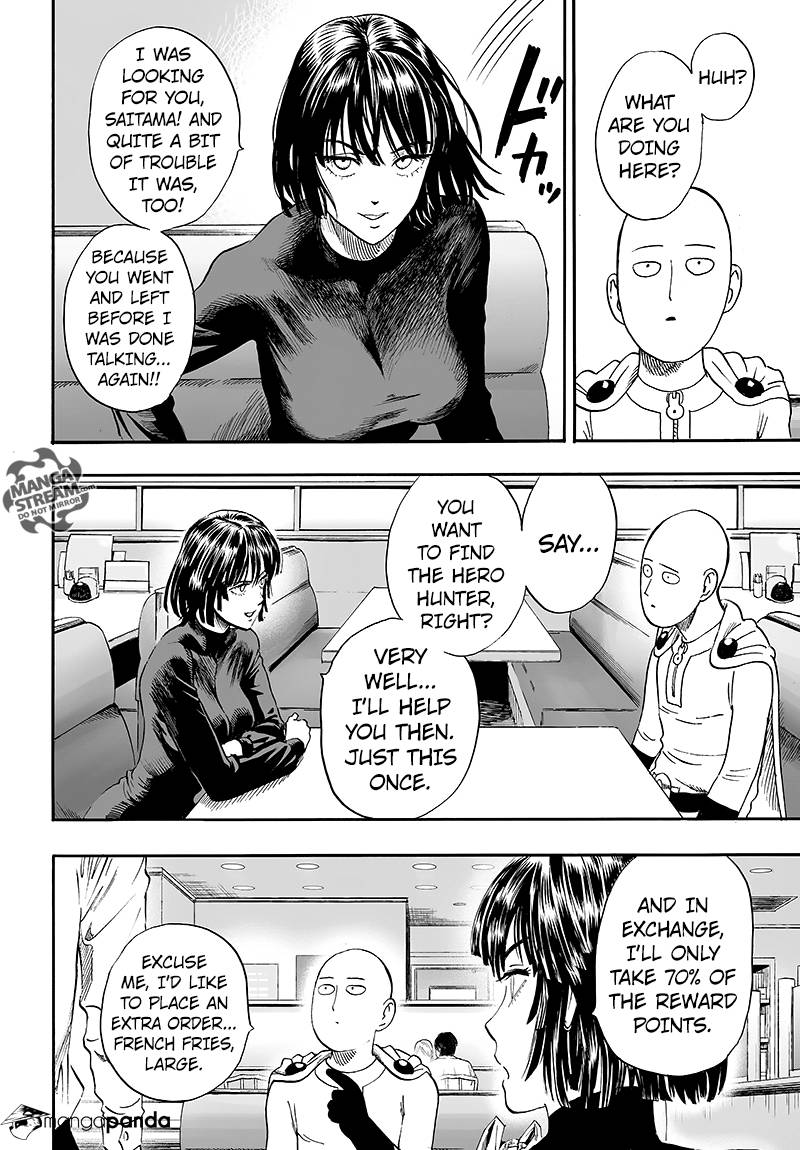 HUH?
WHAT
ARE YOU
DOING
HERE?
ドカッ
I WAS
LOOKING
FOR YOU,
SAITAMA! AND
QUITE A BIT
OF TROUBLE
IT WAS,
TOO!
BECAUSE
YOU WENT
AND LEFT
BEFORE I
WAS DONE
TALKING...
AGAIN!!
SAY...
YOU
WANT
TO FIND
THE HERO
HUNTER,
RIGHT?
VERY
WELL...
I'LL HELP
YOU THEN.
JUST THIS
ONCE.
MANGA
STREAM.com
DO NOT MIRROR
AND IN
EXCHANGE,
I'LL ONLY
TAKE 70% OF
THE REWARD
POINTS.
EXCUSE
ME, I'D LIKE
TO PLACE AN
EXTRA ORDER...
FRENCH FRIES,
LARGE.
mangapanda